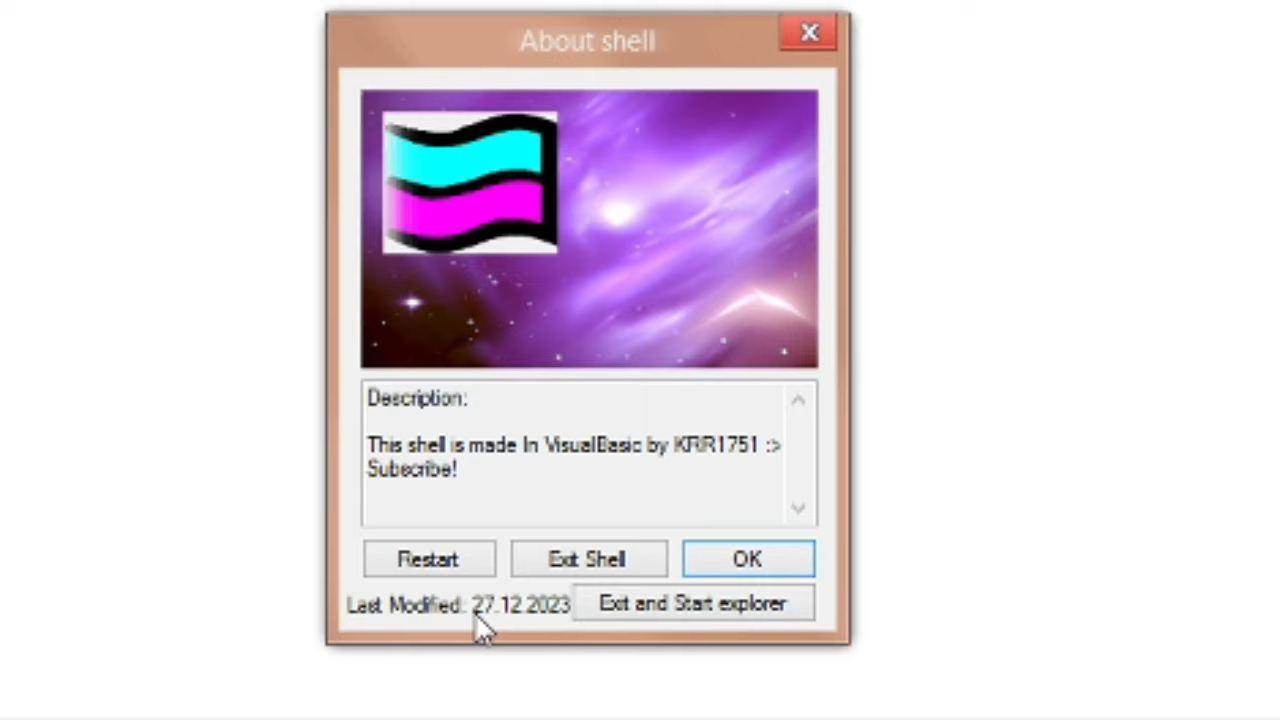 About shell
Description:
This shell is made In VisualBasic by KRR1751 :>
Subscribe!
Restart
Exit Shell
OK
Last Modified: 27.12.2023
Exit and Start explorer